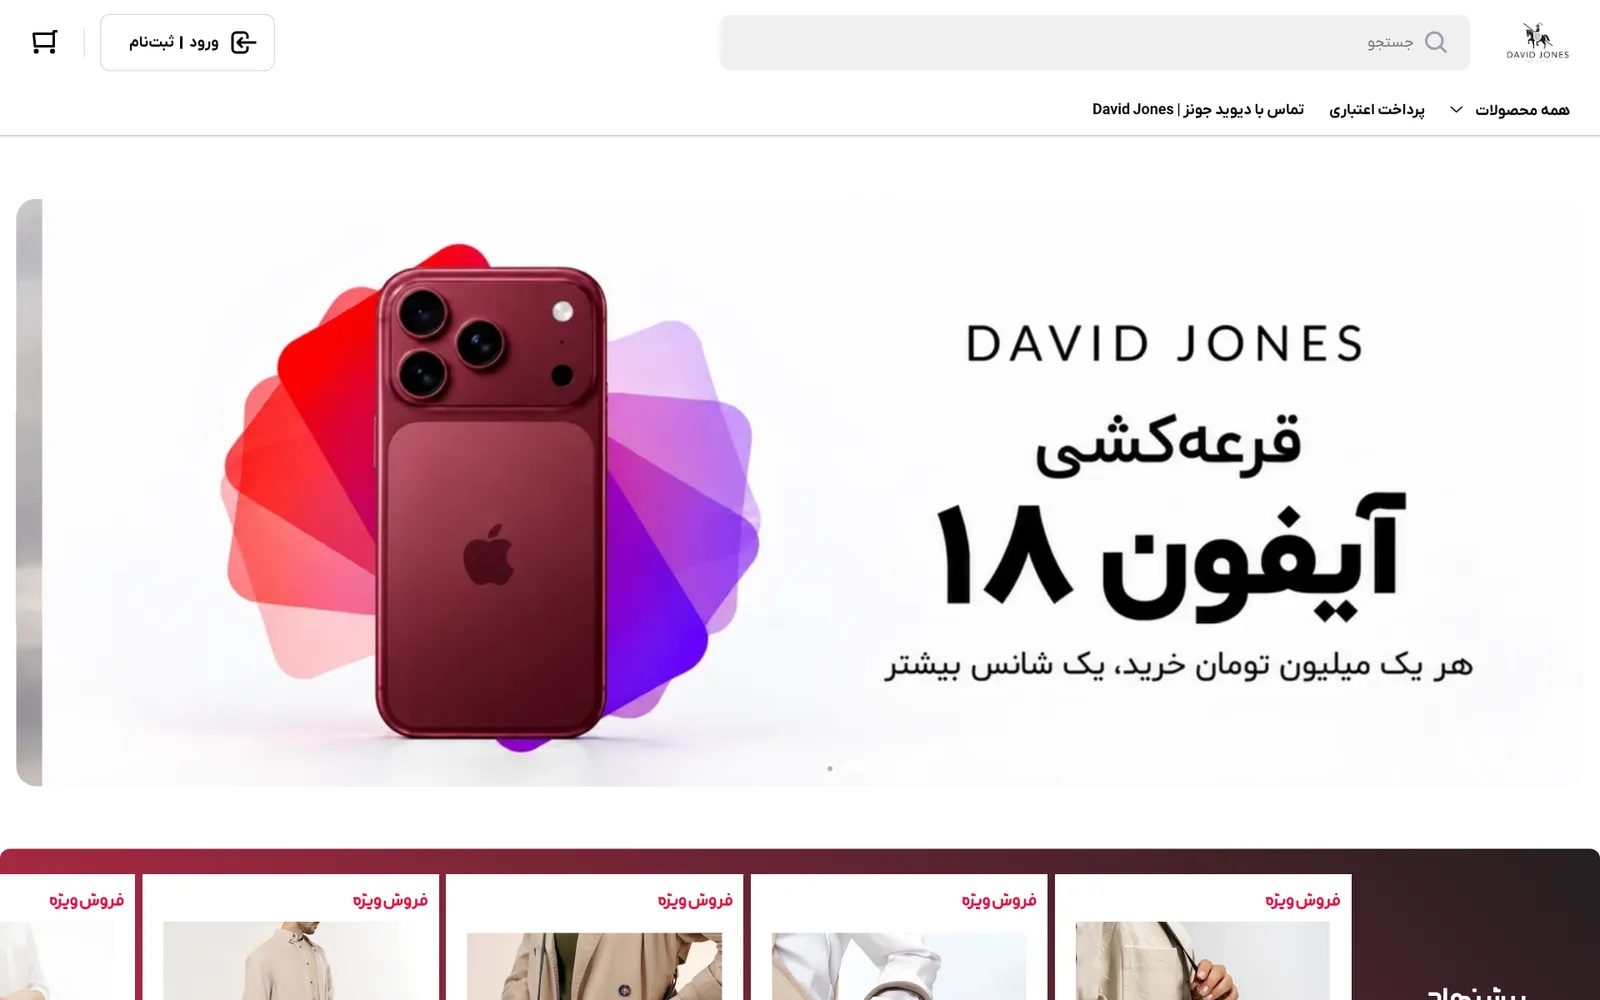 DAVID JONES
جستجو
ورود | ثبت‌نام
همه محصولات
پرداخت اعتباری
تماس با دیوید جونز | David Jones
DAVID JONES
قرعه‌کشی
آیفون ۱۸
هر یک میلیون تومان خرید، یک شانس بیشتر
فروش ویژه
فروش ویژه
فروش ویژه
فروش ویژه
فروش ویژه